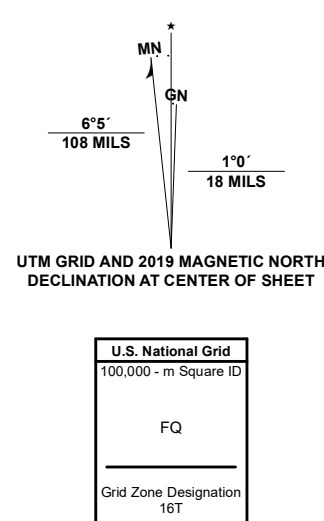 ★
MN
GN
6°5´
108 MILS
1°0´
18 MILS
UTM GRID AND 2019 MAGNETIC NORTH
DECLINATION AT CENTER OF SHEET
U.S. National Grid
100,000 - m Square ID
FQ
Grid Zone Designation
16T